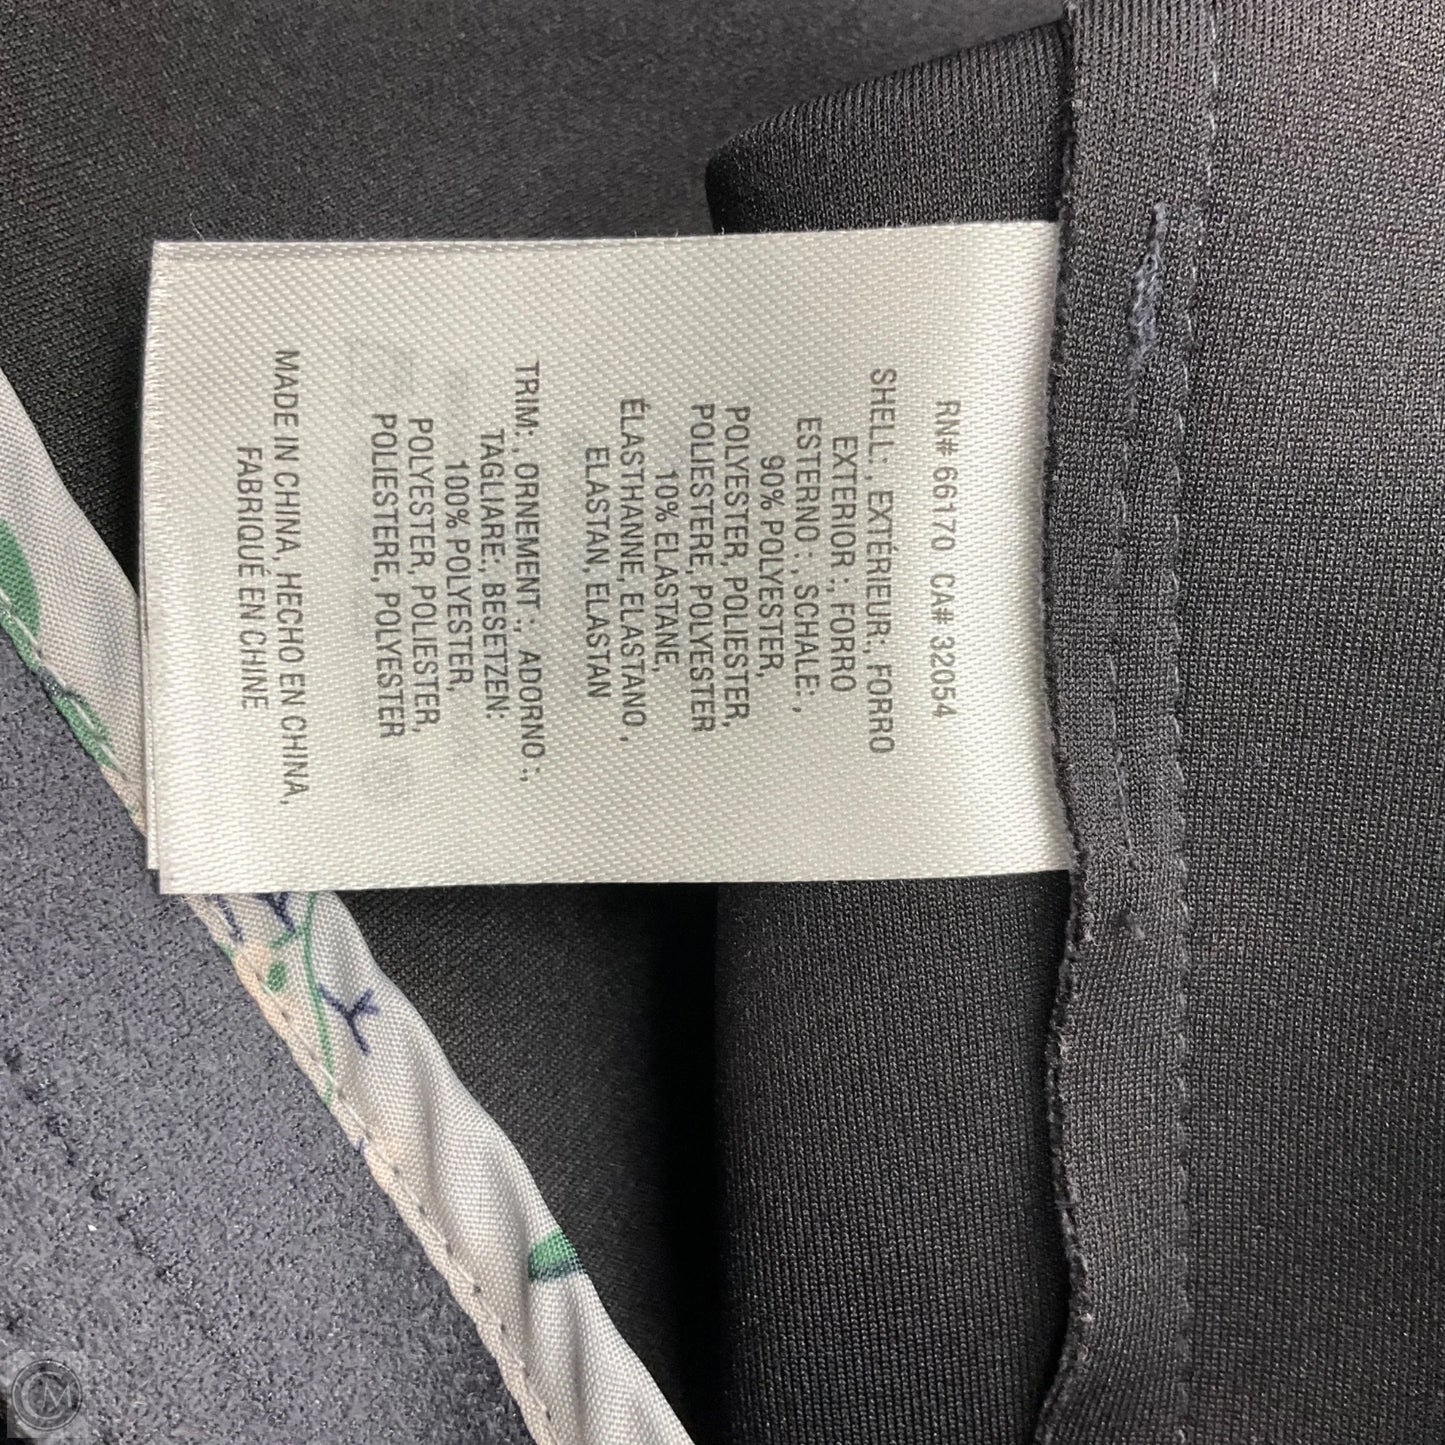 RN# 66170 CA# 32054
SHELL:, EXTÉRIEUR:, FORRO
EXTERIOR :, FORRO
ESTERNO :, SCHALE: ,
90% POLYESTER,
POLYESTER, POLIESTER,
POLIESTERE, POLYESTER
10% ELASTANE,
ÉLASTHANNE, ELASTANO ,
ELASTAN, ELASTAN
TRIM:, ORNEMENT :, ADORNO :,
TAGLIARE:, BESETZEN:
100% POLYESTER,
POLYESTER, POLIESTER,
POLIESTERE, POLYESTER
MADE IN CHINA, HECHO EN CHINA,
FABRIQUÉ EN CHINE
CM